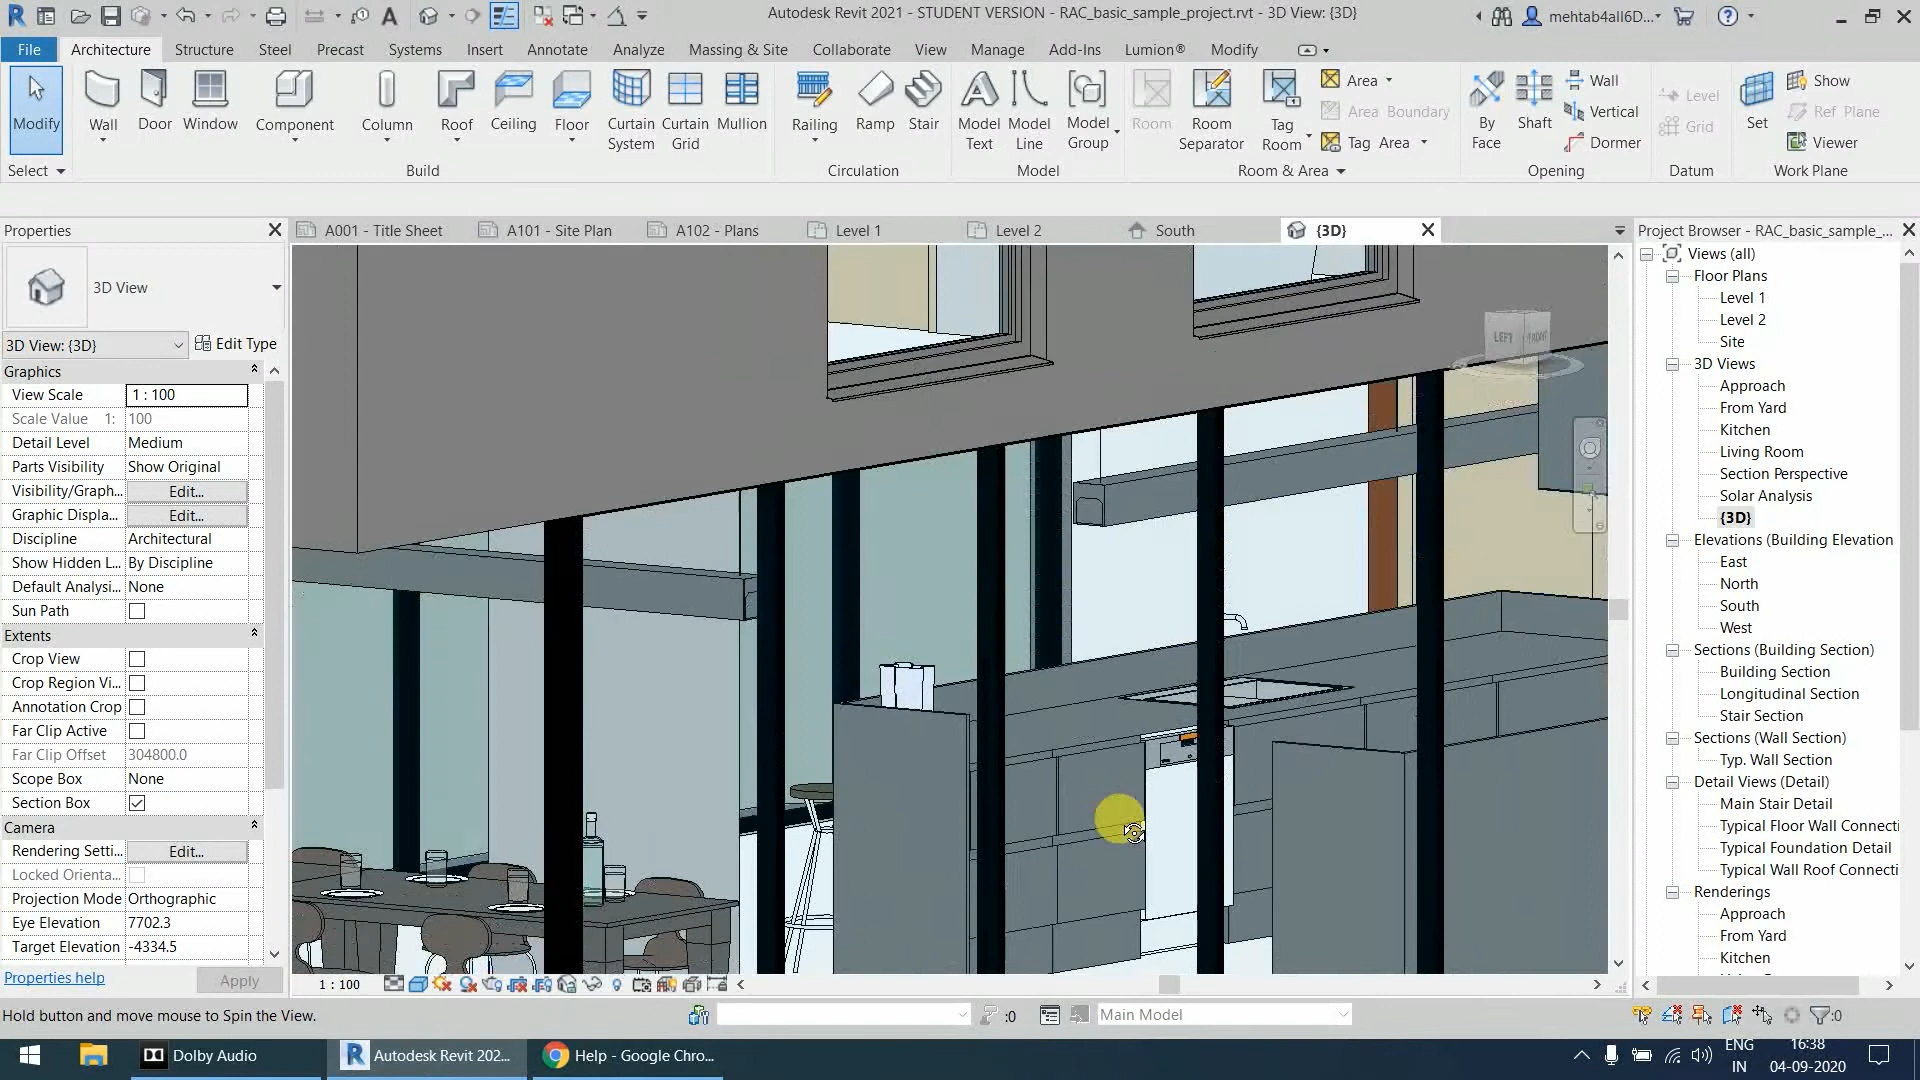 Autodesk Revit 2021 - STUDENT VERSION - RAC_basic_sample_project.rvt - 3D View: {3D}
mehtab4all6D...
File
Architecture
Structure
Steel
Precast
Systems
Insert
Annotate
Analyze
Massing & Site
Collaborate
View
Manage
Add-Ins
Lumion®
Modify
Modify
Wall
Door
Window
Component
Column
Roof
Ceiling
Floor
Curtain System
Curtain Grid
Mullion
Railing
Ramp
Stair
Model Text
Model Line
Model Group
Room
Room Separator
Tag Room
Area
Area Boundary
Tag Area
By Face
Shaft
Wall
Vertical
Dormer
Level
Grid
Set
Show
Ref Plane
Viewer
Select
Build
Circulation
Model
Room & Area
Opening
Datum
Work Plane
Properties
3D View
3D View: {3D}
Edit Type
Graphics
View Scale 1 : 100
Scale Value 1: 100
Detail Level Medium
Parts Visibility Show Original
Visibility/Graph... Edit...
Graphic Displa... Edit...
Discipline Architectural
Show Hidden L... By Discipline
Default Analysi... None
Sun Path
Extents
Crop View
Crop Region Vi...
Annotation Crop
Far Clip Active
Far Clip Offset 304800.0
Scope Box None
Section Box
Camera
Rendering Setti... Edit...
Locked Orienta...
Projection Mode Orthographic
Eye Elevation 7702.3
Target Elevation -4334.5
Properties help
Apply
A001 - Title Sheet
A101 - Site Plan
A102 - Plans
Level 1
Level 2
South
{3D}
LEFT
FRONT
1 : 100
Project Browser - RAC_basic_sample_...
Views (all)
Floor Plans
Level 1
Level 2
Site
3D Views
Approach
From Yard
Kitchen
Living Room
Section Perspective
Solar Analysis
{3D}
Elevations (Building Elevation
East
North
South
West
Sections (Building Section)
Building Section
Longitudinal Section
Stair Section
Sections (Wall Section)
Typ. Wall Section
Detail Views (Detail)
Main Stair Detail
Typical Floor Wall Connecti
Typical Foundation Detail
Typical Wall Roof Connecti
Renderings
Approach
From Yard
Kitchen
Hold button and move mouse to Spin the View.
:0
Main Model
:0
Dolby Audio
Autodesk Revit 202...
Help - Google Chro...
ENG
IN
16:38
04-09-2020